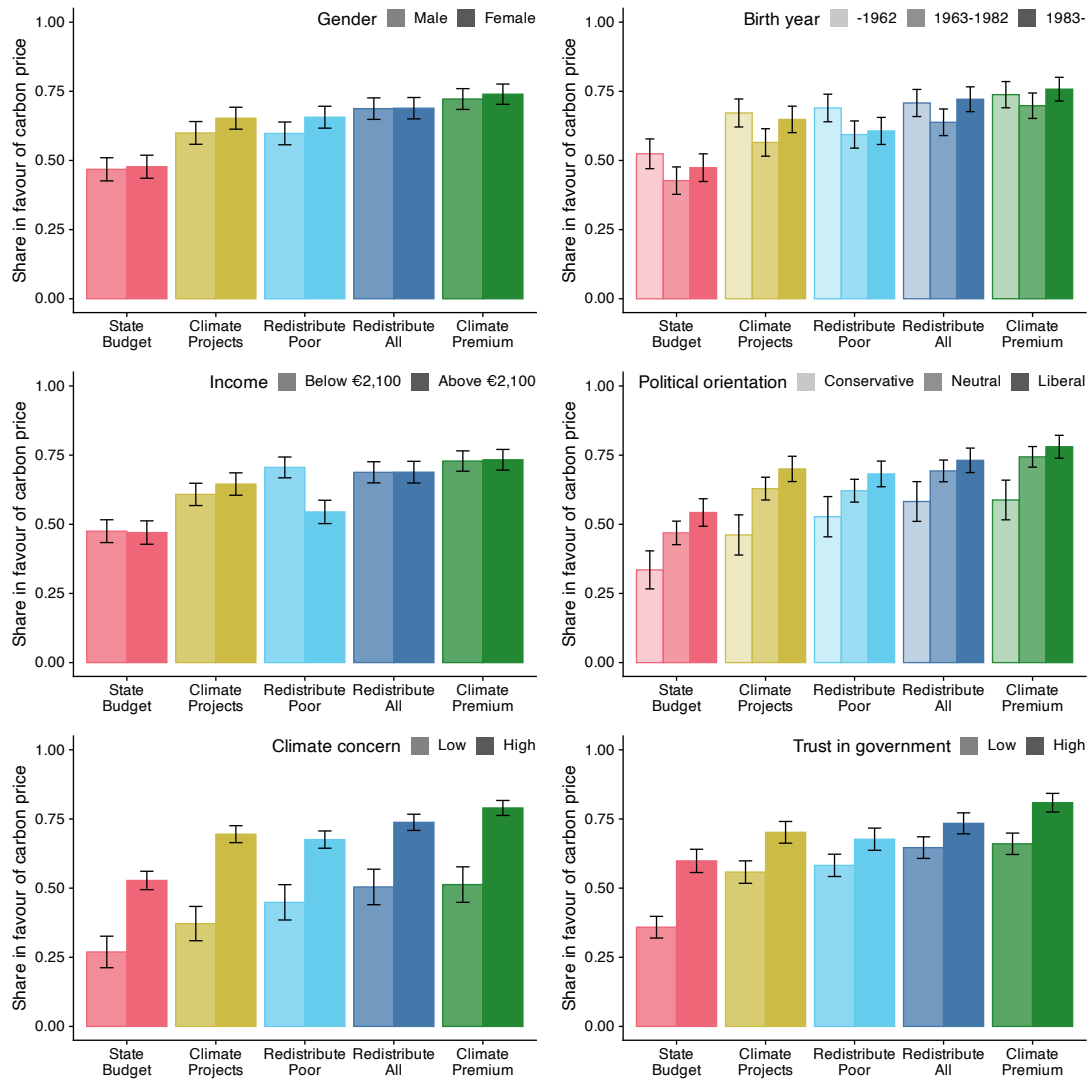 Gender Male Female
Share in favour of carbon price
1.00
0.75
0.50
0.25
0.00
State Budget
Climate Projects
Redistribute Poor
Redistribute All
Climate Premium
Birth year -1962 1963-1982 1983-
Share in favour of carbon price
1.00
0.75
0.50
0.25
0.00
State Budget
Climate Projects
Redistribute Poor
Redistribute All
Climate Premium
Income Below €2,100 Above €2,100
Share in favour of carbon price
1.00
0.75
0.50
0.25
0.00
State Budget
Climate Projects
Redistribute Poor
Redistribute All
Climate Premium
Political orientation Conservative Neutral Liberal
Share in favour of carbon price
1.00
0.75
0.50
0.25
0.00
State Budget
Climate Projects
Redistribute Poor
Redistribute All
Climate Premium
Climate concern Low High
Share in favour of carbon price
1.00
0.75
0.50
0.25
0.00
State Budget
Climate Projects
Redistribute Poor
Redistribute All
Climate Premium
Trust in government Low High
Share in favour of carbon price
1.00
0.75
0.50
0.25
0.00
State Budget
Climate Projects
Redistribute Poor
Redistribute All
Climate Premium